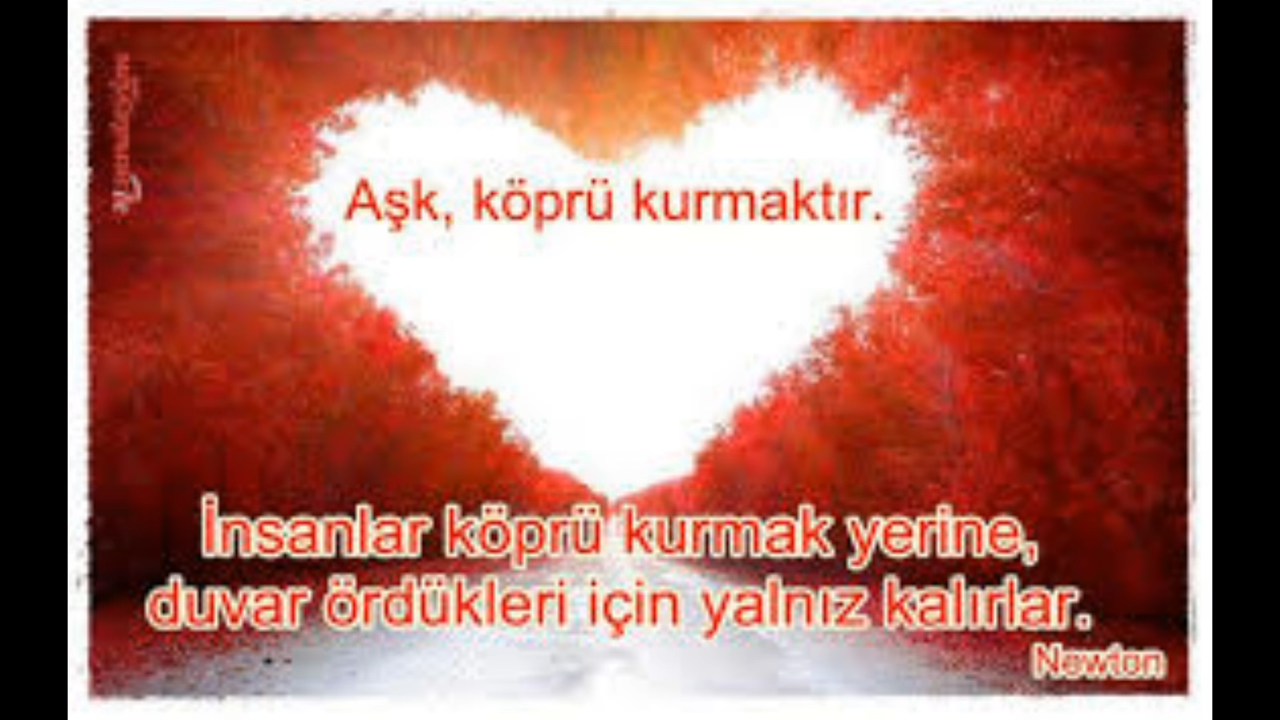 Aşk, köprü kurmaktır.
İnsanlar köprü kurmak yerine,
duvar ördükleri için yalnız kalırlar.
Newton